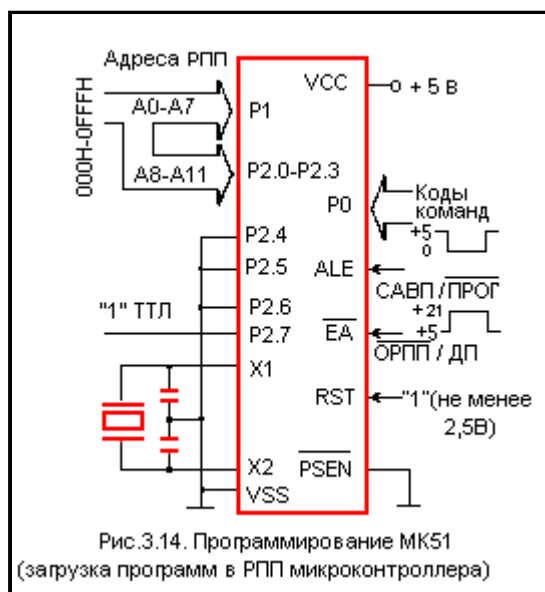 Адреса РПП
000H-0FFFH
A0-A7
A8-A11
VCC
+ 5 В
P1
P2.0-P2.3
P0
Коды
команд
+5
0
P2.4
P2.5
ALE
САВП /ПРОГ
P2.6
"1" ТТЛ
P2.7
EA
+21
+5
ОРПП / ДП
X1
RST
"1"(не менее
2,5В)
X2
PSEN
VSS
Рис.3.14. Программирование МК51
(загрузка программ в РПП микроконтроллера)